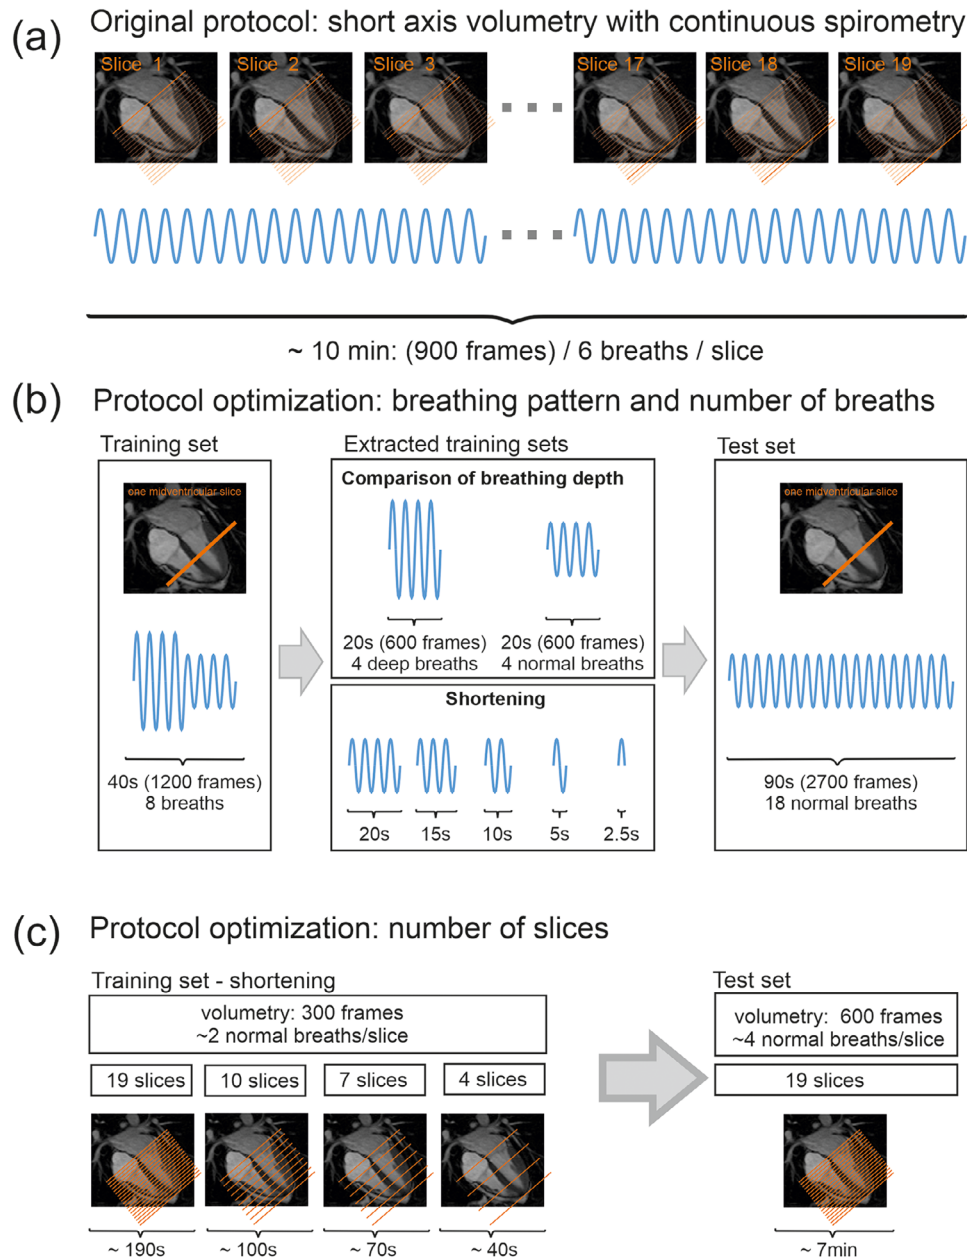 (a) Original protocol: short axis volumetry with continuous spirometry
Slice 1 Slice 2 Slice 3 Slice 17 Slice 18 Slice 19
~ 10 min: (900 frames) / 6 breaths / slice
(b) Protocol optimization: breathing pattern and number of breaths
Training set
one midventricular slice
40s (1200 frames)
8 breaths
Extracted training sets
Comparison of breathing depth
20s (600 frames)
4 deep breaths
20s (600 frames)
4 normal breaths
Shortening
20s 15s 10s 5s 2.5s
Test set
one midventricular slice
90s (2700 frames)
18 normal breaths
(c) Protocol optimization: number of slices
Training set - shortening
volumetry: 300 frames
~2 normal breaths/slice
19 slices 10 slices 7 slices 4 slices
~ 190s ~ 100s ~ 70s ~ 40s
Test set
volumetry: 600 frames
~4 normal breaths/slice
19 slices
~ 7min